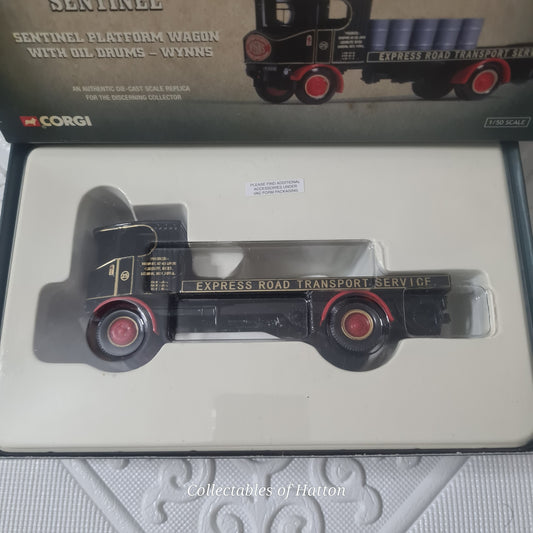 SENTINEL
SENTINEL PLATFORM WAGON
WITH OIL DRUMS – WYNNS
AN AUTHENTIC DIE-CAST SCALE REPLICA
FOR THE DISCERNING COLLECTOR
CORGI
EXPRESS ROAD TRANSPORT SERV
1/50 SCALE
PLEASE FIND ADDITIONAL
ACCESSORIES UNDER
VAC FORM PACKAGING
EXPRESS ROAD TRANSPORT SERVICE
Collectables of Hatton